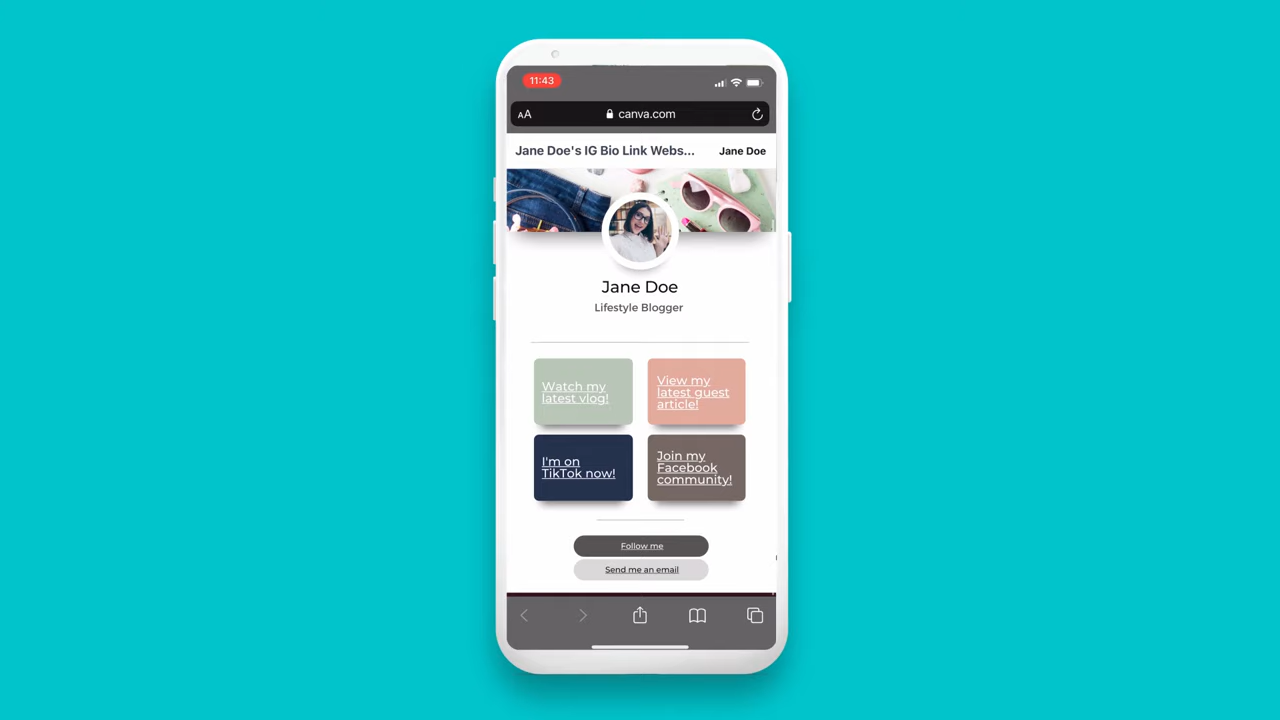 11:43
AA canva.com
Jane Doe's IG Bio Link Webs... Jane Doe
Jane Doe
Lifestyle Blogger
Watch my
latest vlog!
View my
latest guest
article!
I'm on
TikTok now!
Join my
Facebook
community!
Follow me
Send me an email